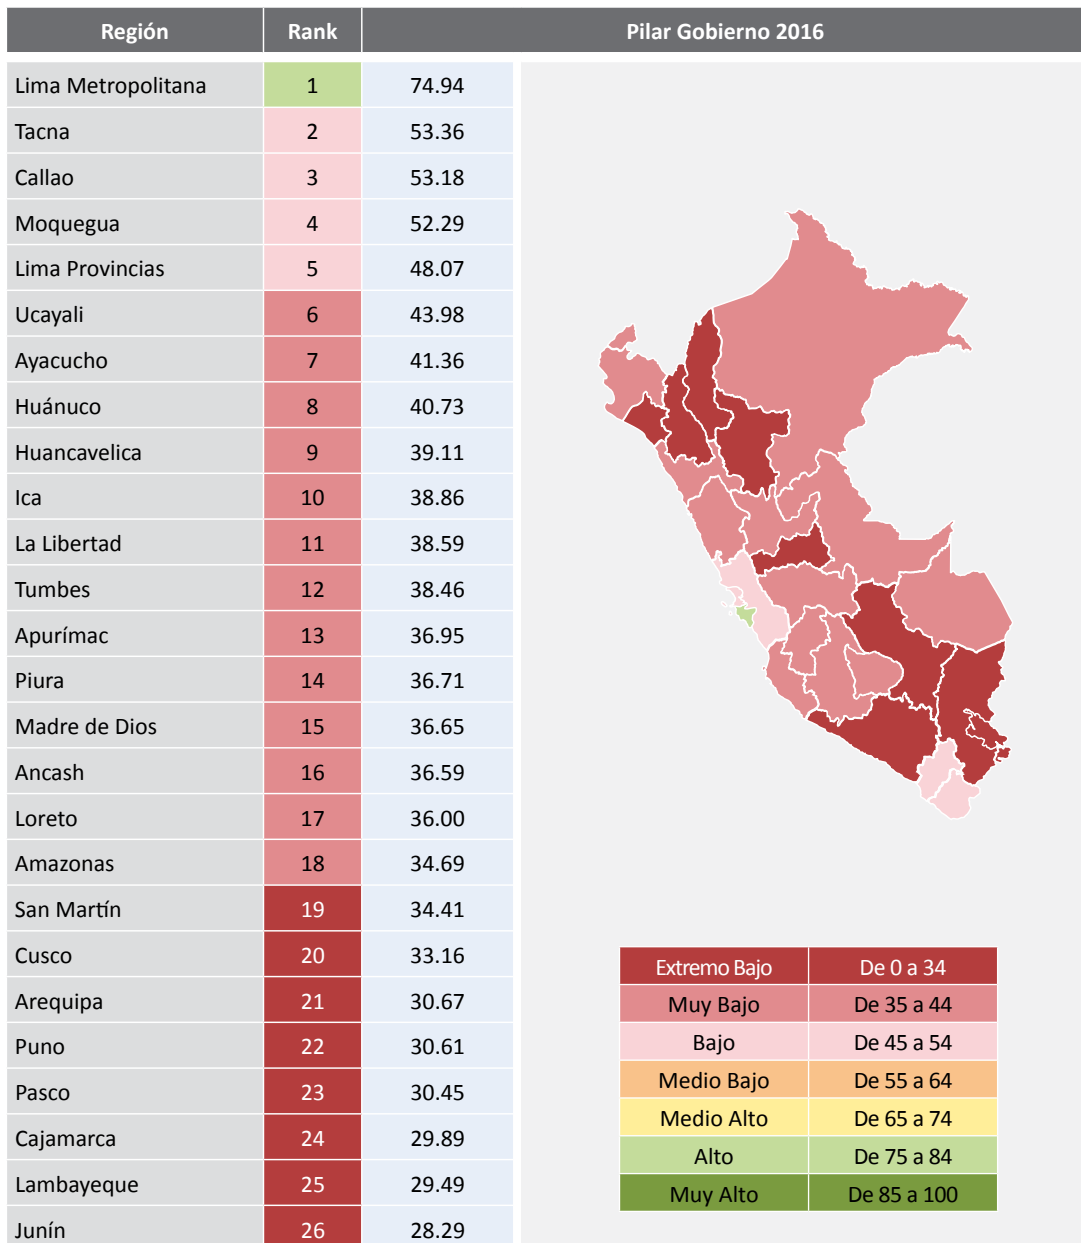 Región Rank Pilar Gobierno 2016
Lima Metropolitana 1 74.94
Tacna 2 53.36
Callao 3 53.18
Moquegua 4 52.29
Lima Provincias 5 48.07
Ucayali 6 43.98
Ayacucho 7 41.36
Huánuco 8 40.73
Huancavelica 9 39.11
Ica 10 38.86
La Libertad 11 38.59
Tumbes 12 38.46
Apurímac 13 36.95
Piura 14 36.71
Madre de Dios 15 36.65
Ancash 16 36.59
Loreto 17 36.00
Amazonas 18 34.69
San Martín 19 34.41
Cusco 20 33.16
Arequipa 21 30.67
Puno 22 30.61
Pasco 23 30.45
Cajamarca 24 29.89
Lambayeque 25 29.49
Junín 26 28.29
Extremo Bajo De 0 a 34
Muy Bajo De 35 a 44
Bajo De 45 a 54
Medio Bajo De 55 a 64
Medio Alto De 65 a 74
Alto De 75 a 84
Muy Alto De 85 a 100